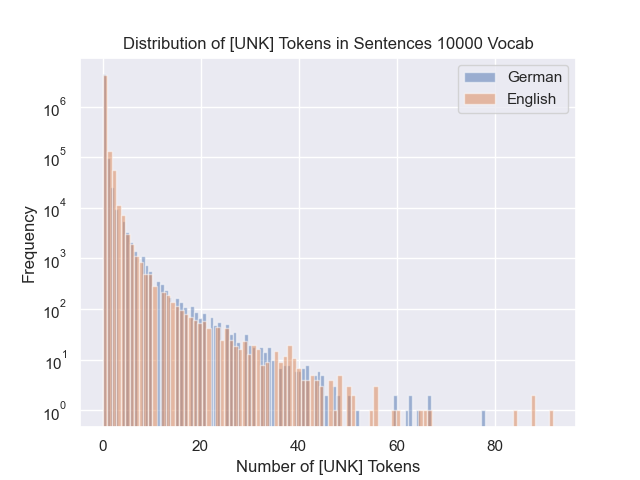 Distribution of [UNK] Tokens in Sentences 10000 Vocab
German
English
10^6
10^5
10^4
10^3
10^2
10^1
10^0
Frequency
0 20 40 60 80
Number of [UNK] Tokens